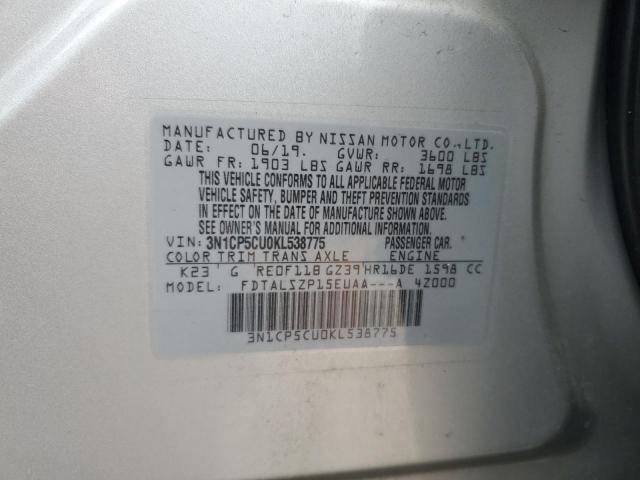 MANUFACTURED BY NISSAN MOTOR CO.,LTD.
DATE: 06/19. GVWR: 3600 LBS
GAWR FR: 1903 LBS GAWR RR: 1698 LBS
THIS VEHICLE CONFORMS TO ALL APPLICABLE FEDERAL MOTOR
VEHICLE SAFETY, BUMPER AND THEFT PREVENTION STANDARDS
IN EFFECT ON THE DATE OF MANUFACTURE SHOWN ABOVE.
SEE OWNER'S MANUAL FOR ADDITIONAL INFORMATION.
VIN: 3N1CP5CU0KL538775 PASSENGER CAR.
COLOR TRIM TRANS AXLE ENGINE
K23 G RE0F11B GZ39 HR16DE 1598 CC
MODEL: FDTALSZP15EUAA---A 4Z000
3N1CP5CU0KL538775